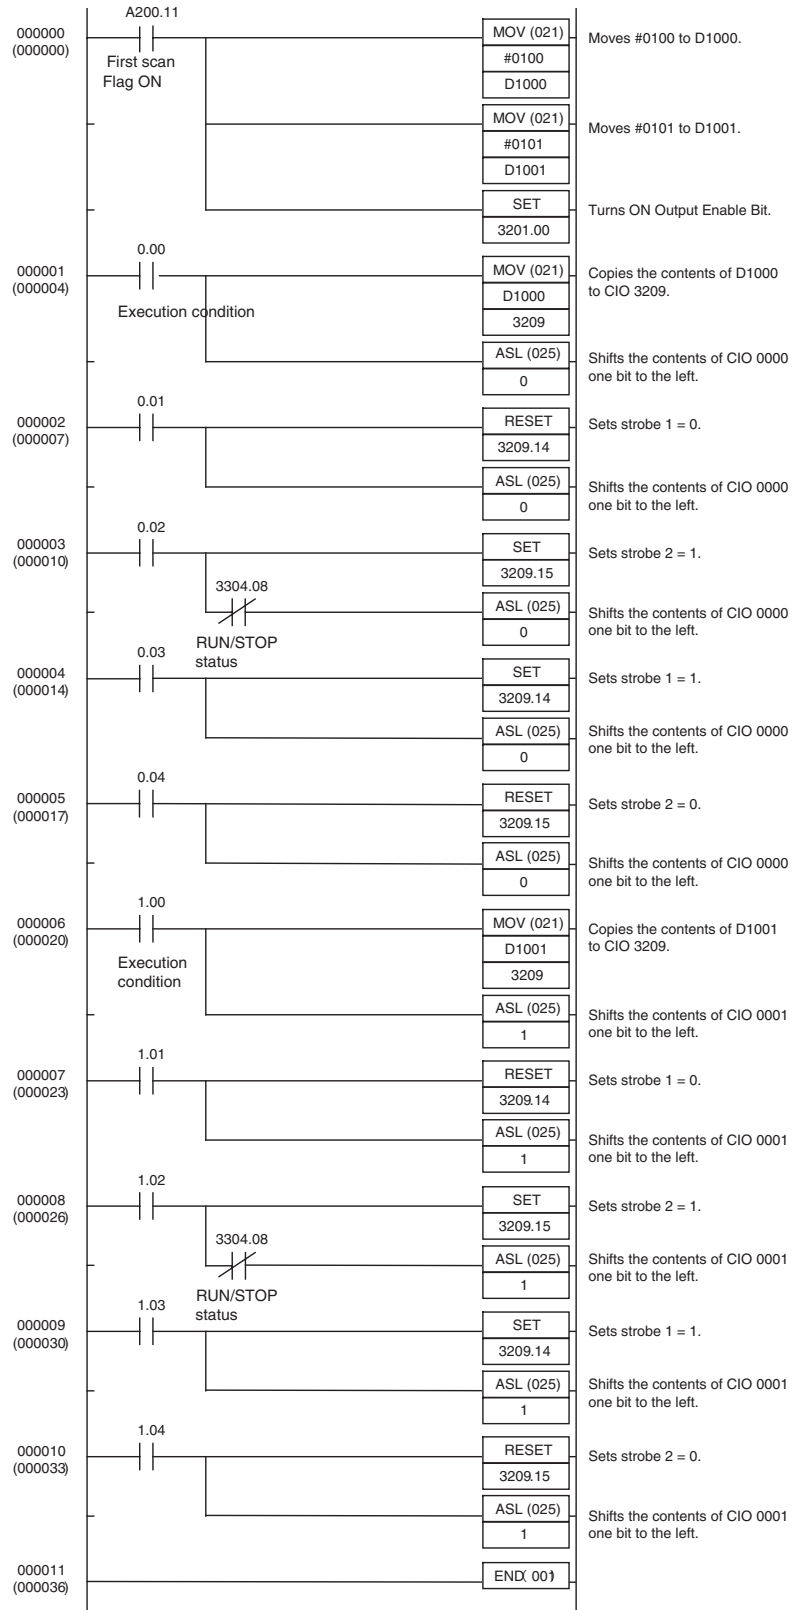 A200.11
000000
(000000)
First scan
Flag ON
MOV (021)
#0100
D1000
Moves #0100 to D1000.
MOV (021)
#0101
D1001
Moves #0101 to D1001.
SET
3201.00
Turns ON Output Enable Bit.
0.00
000001
(000004)
Execution condition
MOV (021)
D1000
3209
Copies the contents of D1000
to CIO 3209.
ASL (025)
0
Shifts the contents of CIO 0000
one bit to the left.
0.01
000002
(000007)
RESET
3209.14
Sets strobe 1 = 0.
ASL (025)
0
Shifts the contents of CIO 0000
one bit to the left.
0.02
000003
(000010)
SET
3209.15
Sets strobe 2 = 1.
3304.08
RUN/STOP
status
ASL (025)
0
Shifts the contents of CIO 0000
one bit to the left.
0.03
000004
(000014)
SET
3209.14
Sets strobe 1 = 1.
ASL (025)
0
Shifts the contents of CIO 0000
one bit to the left.
0.04
000005
(000017)
RESET
3209.15
Sets strobe 2 = 0.
ASL (025)
0
Shifts the contents of CIO 0000
one bit to the left.
1.00
000006
(000020)
Execution
condition
MOV (021)
D1001
3209
Copies the contents of D1001
to CIO 3209.
ASL (025)
1
Shifts the contents of CIO 0001
one bit to the left.
1.01
000007
(000023)
RESET
3209.14
Sets strobe 1 = 0.
ASL (025)
1
Shifts the contents of CIO 0001
one bit to the left.
1.02
000008
(000026)
SET
3209.15
Sets strobe 2 = 1.
3304.08
RUN/STOP
status
ASL (025)
1
Shifts the contents of CIO 0001
one bit to the left.
1.03
000009
(000030)
SET
3209.14
Sets strobe 1 = 1.
ASL (025)
1
Shifts the contents of CIO 0001
one bit to the left.
1.04
000010
(000033)
RESET
3209.15
Sets strobe 2 = 0.
ASL (025)
1
Shifts the contents of CIO 0001
one bit to the left.
000011
(000036)
END( 001)